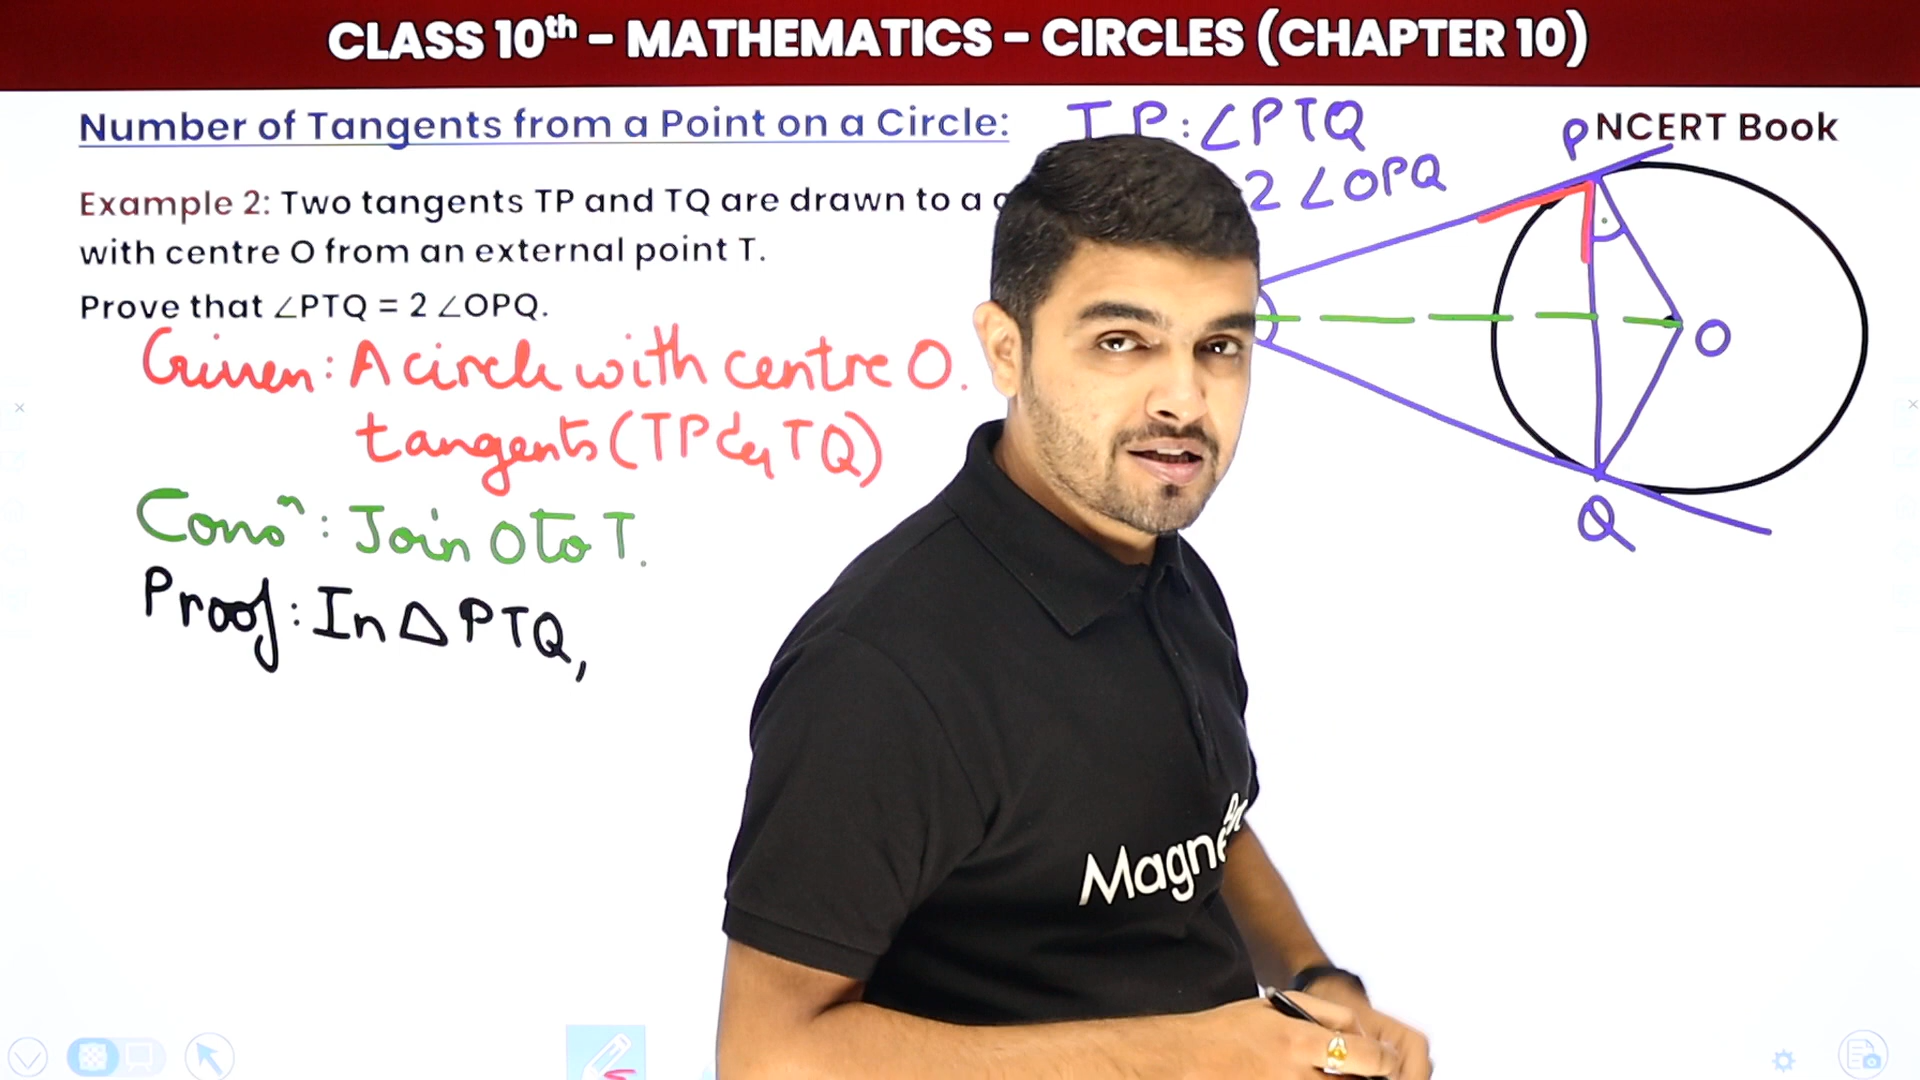 CLASS 10th - MATHEMATICS - CIRCLES (CHAPTER 10)
Number of Tangents from a Point on a Circle:
TP: ∠PTQ
NCERT Book
2 ∠OPQ
Example 2: Two tangents TP and TQ are drawn to a
with centre O from an external point T.
Prove that ∠PTQ = 2 ∠OPQ.
Given: A circle with centre O.
tangents (TP & TQ)
Consⁿ: Join O to T.
Proof: In △ PTQ,
P
O
Q
Magne